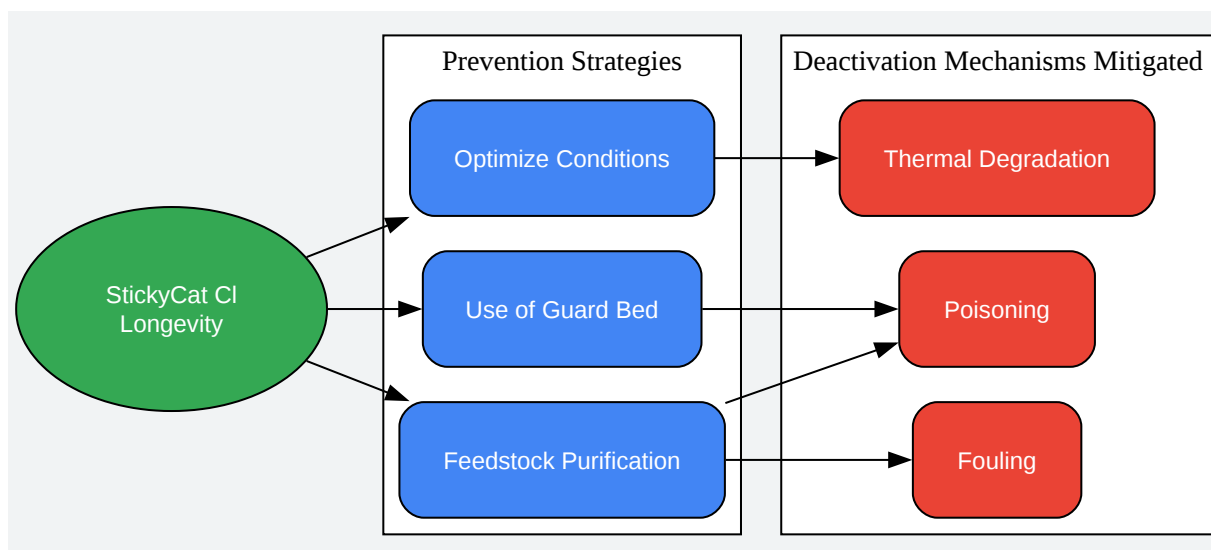 Prevention Strategies
Deactivation Mechanisms Mitigated
Optimize Conditions
Thermal Degradation
StickyCat Cl
Longevity
Use of Guard Bed
Poisoning
Feedstock Purification
Fouling